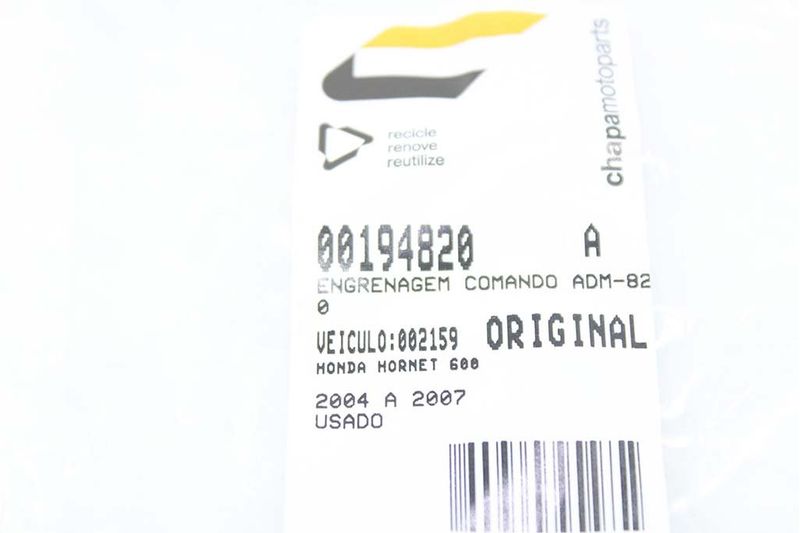 chapamotoparts
recicle
renove
reutilize
00194820 A
ENGRENAGEM COMANDO ADM-82
0
VEICULO:002159 ORIGINAL
HONDA HORNET 600
2004 A 2007
USADO